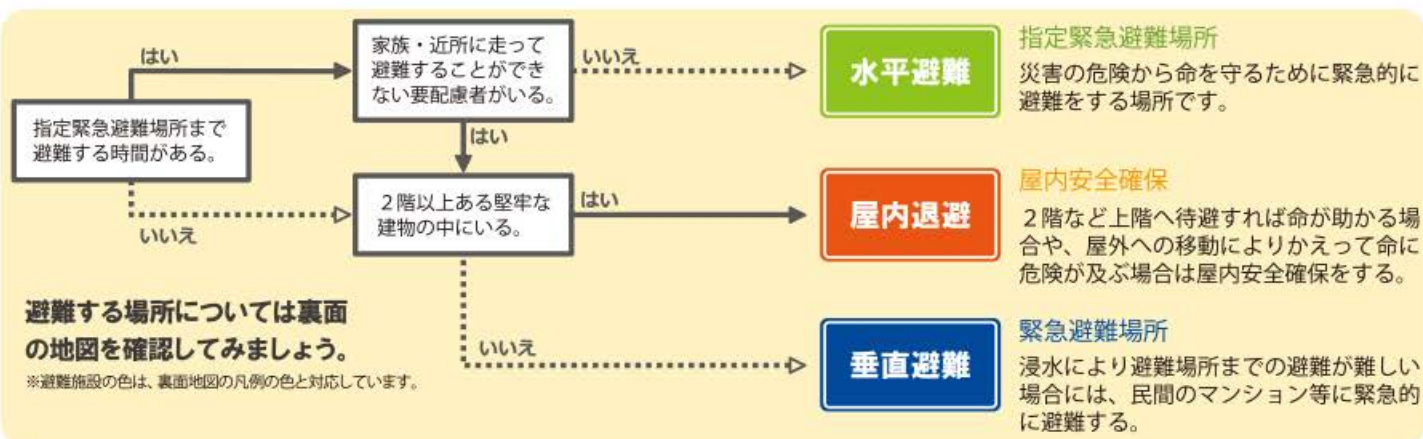 はい
家族・近所に走って
避難することができ
ない要配慮者がいる。
いいえ
指定緊急避難場所まで
避難する時間がある。
はい
いいえ
２階以上ある堅牢な
建物の中にいる。
はい
いいえ
水平避難
指定緊急避難場所
災害の危険から命を守るために緊急的に
避難をする場所です。
屋内退避
屋内安全確保
２階など上階へ待避すれば命が助かる場
合や、屋外への移動によりかえって命に
危険が及ぶ場合は屋内安全確保をする。
垂直避難
緊急避難場所
浸水により避難場所までの避難が難しい
場合には、民間のマンション等に緊急的
に避難する。
避難する場所については裏面
の地図を確認してみましょう。
※避難施設の色は、裏面地図の凡例の色と対応しています。